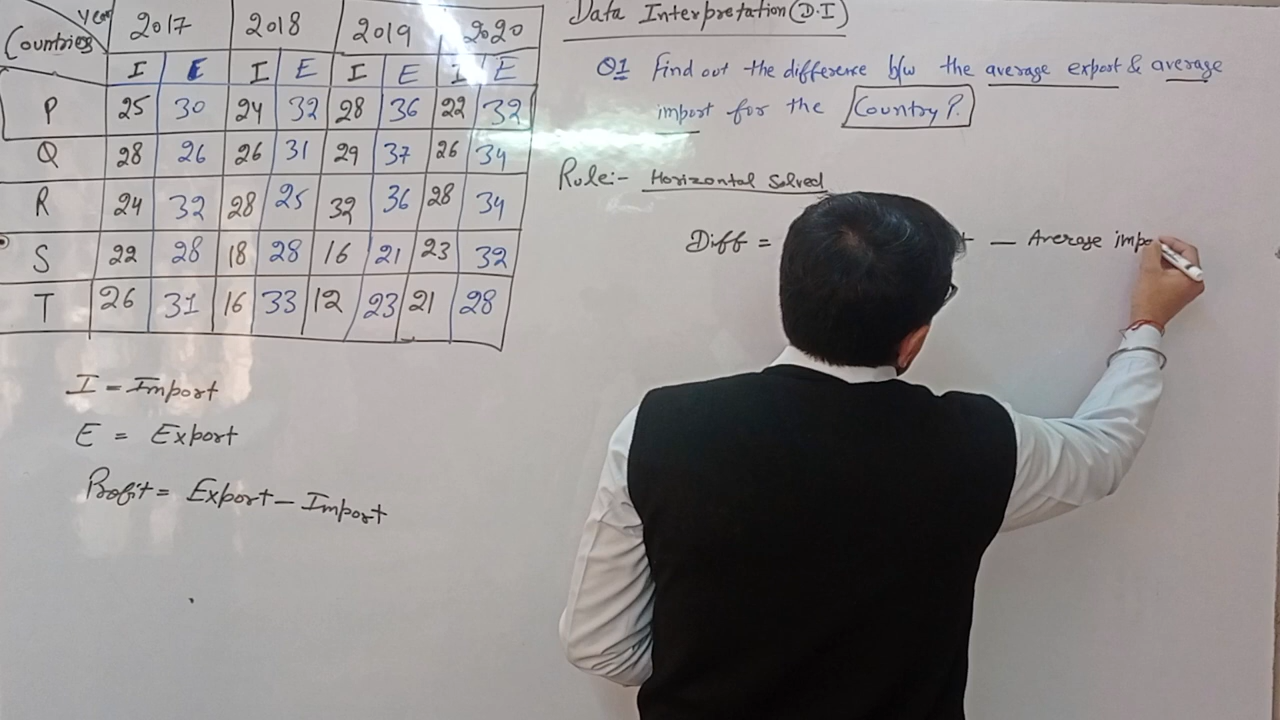 Year
Countries 2017 2018 2019 2020
I E I E I E I E
P 25 30 24 32 28 36 22 32
Q 28 26 26 31 29 37 26 34
R 24 32 28 25 32 36 28 34
S 22 28 18 28 16 21 23 32
T 26 31 16 33 12 23 21 28
I = Import
E = Export
Profit = Export - Import
Data Interpretation (D.I)
Q1 Find out the difference b/w the average export & average
import for the Country P.
Rule:- Horizontal Solved
Diff = t - Average impo